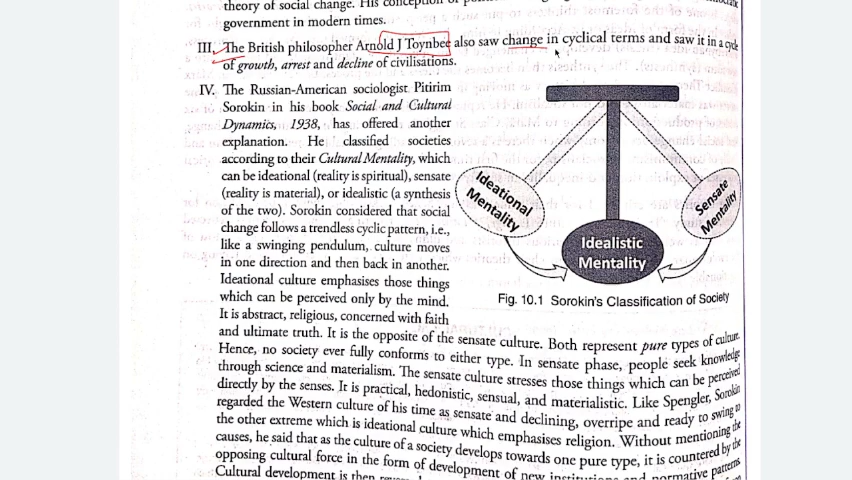 theory of social change. His conception of
government in modern times.
III. The British philosopher Arnold J Toynbee also saw change in cyclical terms and saw it in a cycle
of growth, arrest and decline of civilisations.
IV. The Russian-American sociologist Pitirim
Sorokin in his book Social and Cultural
Dynamics, 1938, has offered another
explanation. He classified societies
according to their Cultural Mentality, which
can be ideational (reality is spiritual), sensate
(reality is material), or idealistic (a synthesis
of the two). Sorokin considered that social
change follows a trendless cyclic pattern, i.e.,
like a swinging pendulum, culture moves
in one direction and then back in another.
Ideational culture emphasises those things
which can be perceived only by the mind.
It is abstract, religious, concerned with faith
Ideational
Mentality
Sensate
Mentality
Idealistic
Mentality
Fig. 10.1 Sorokin's Classification of Society
and ultimate truth. It is the opposite of the sensate culture. Both represent pure types of culture.
Hence, no society ever fully conforms to either type. In sensate phase, people seek knowledge
through science and materialism. The sensate culture stresses those things which can be perceived
directly by the senses. It is practical, hedonistic, sensual, and materialistic. Like Spengler, Sorokin
regarded the Western culture of his time as sensate and declining, overripe and ready to swing to
the other extreme which is ideational culture which emphasises religion. Without mentioning the
causes, he said that as the culture of a society develops towards one pure type, it is countered by the
opposing cultural force in the form of development of new institutions and normative patterns
Cultural development is then